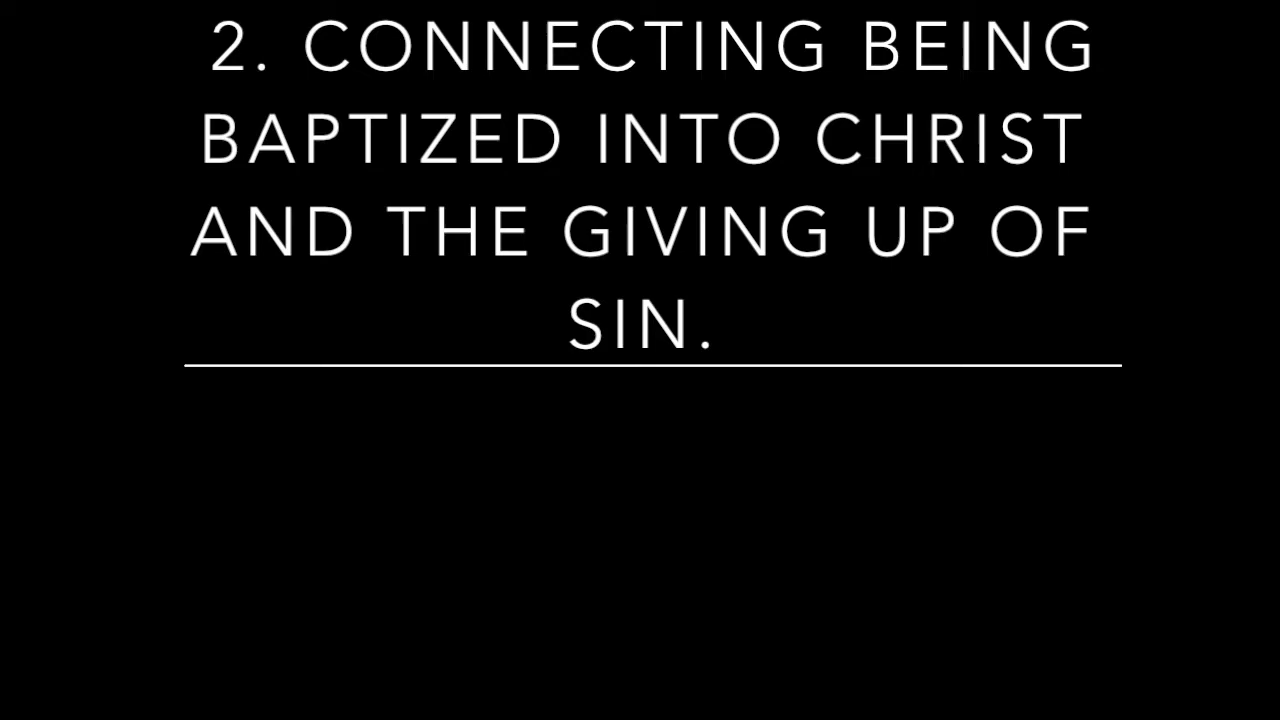 2. CONNECTING BEING
BAPTIZED INTO CHRIST
AND THE GIVING UP OF
SIN.